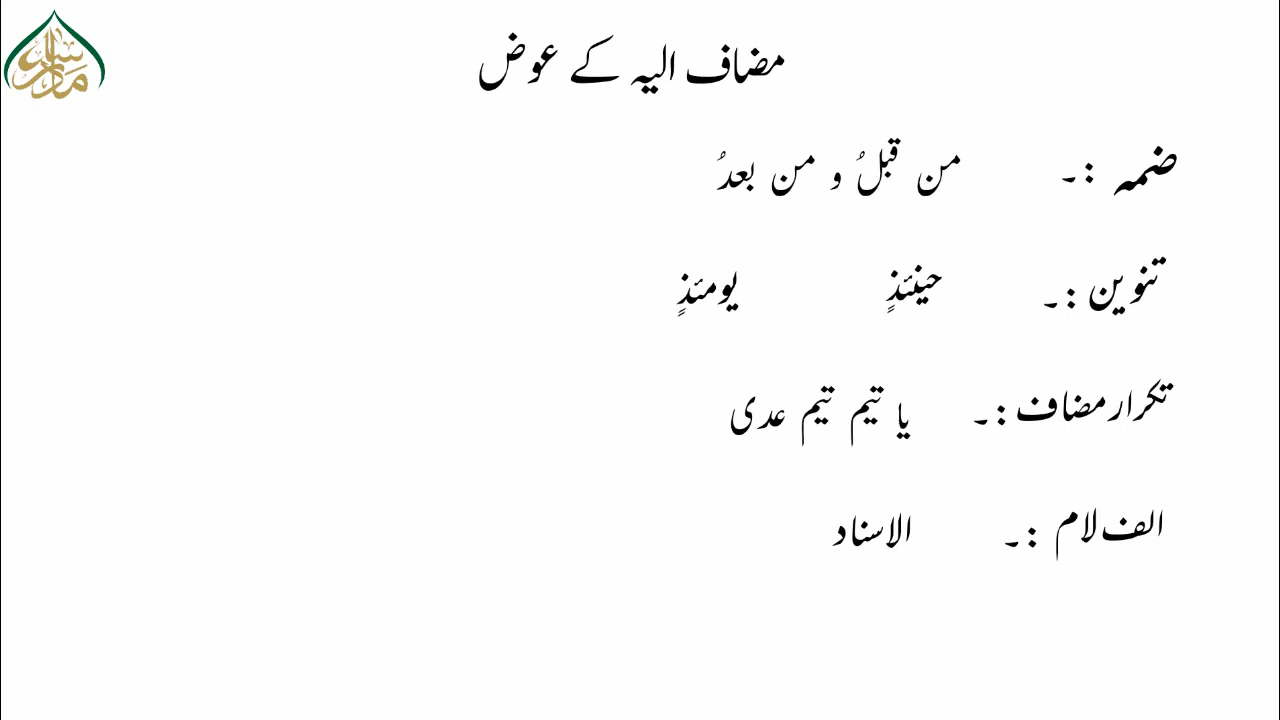 مضاف الیہ کے عوض
ضمہ :۔ من قبلُ و من بعدُ
تنوین :۔ حینئذٍ یومئذٍ
تکرار مضاف :۔ یا تیم تیم عدی
الف لام :۔ الاسناد